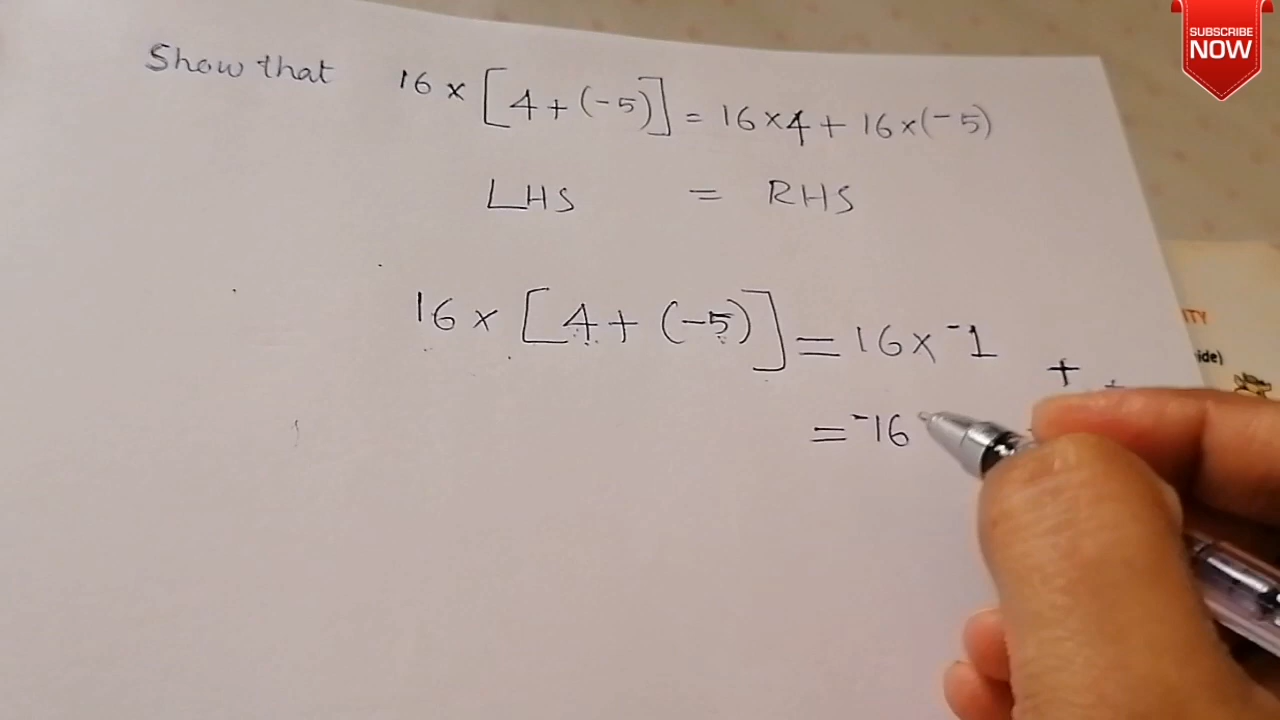 SUBSCRIBE
NOW
Show that 16 × [4 + (-5)] = 16 × 4 + 16 × (-5)
LHS = RHS
16 × [4 + (-5)] = 16 × -1
+ +
= -16
ide)